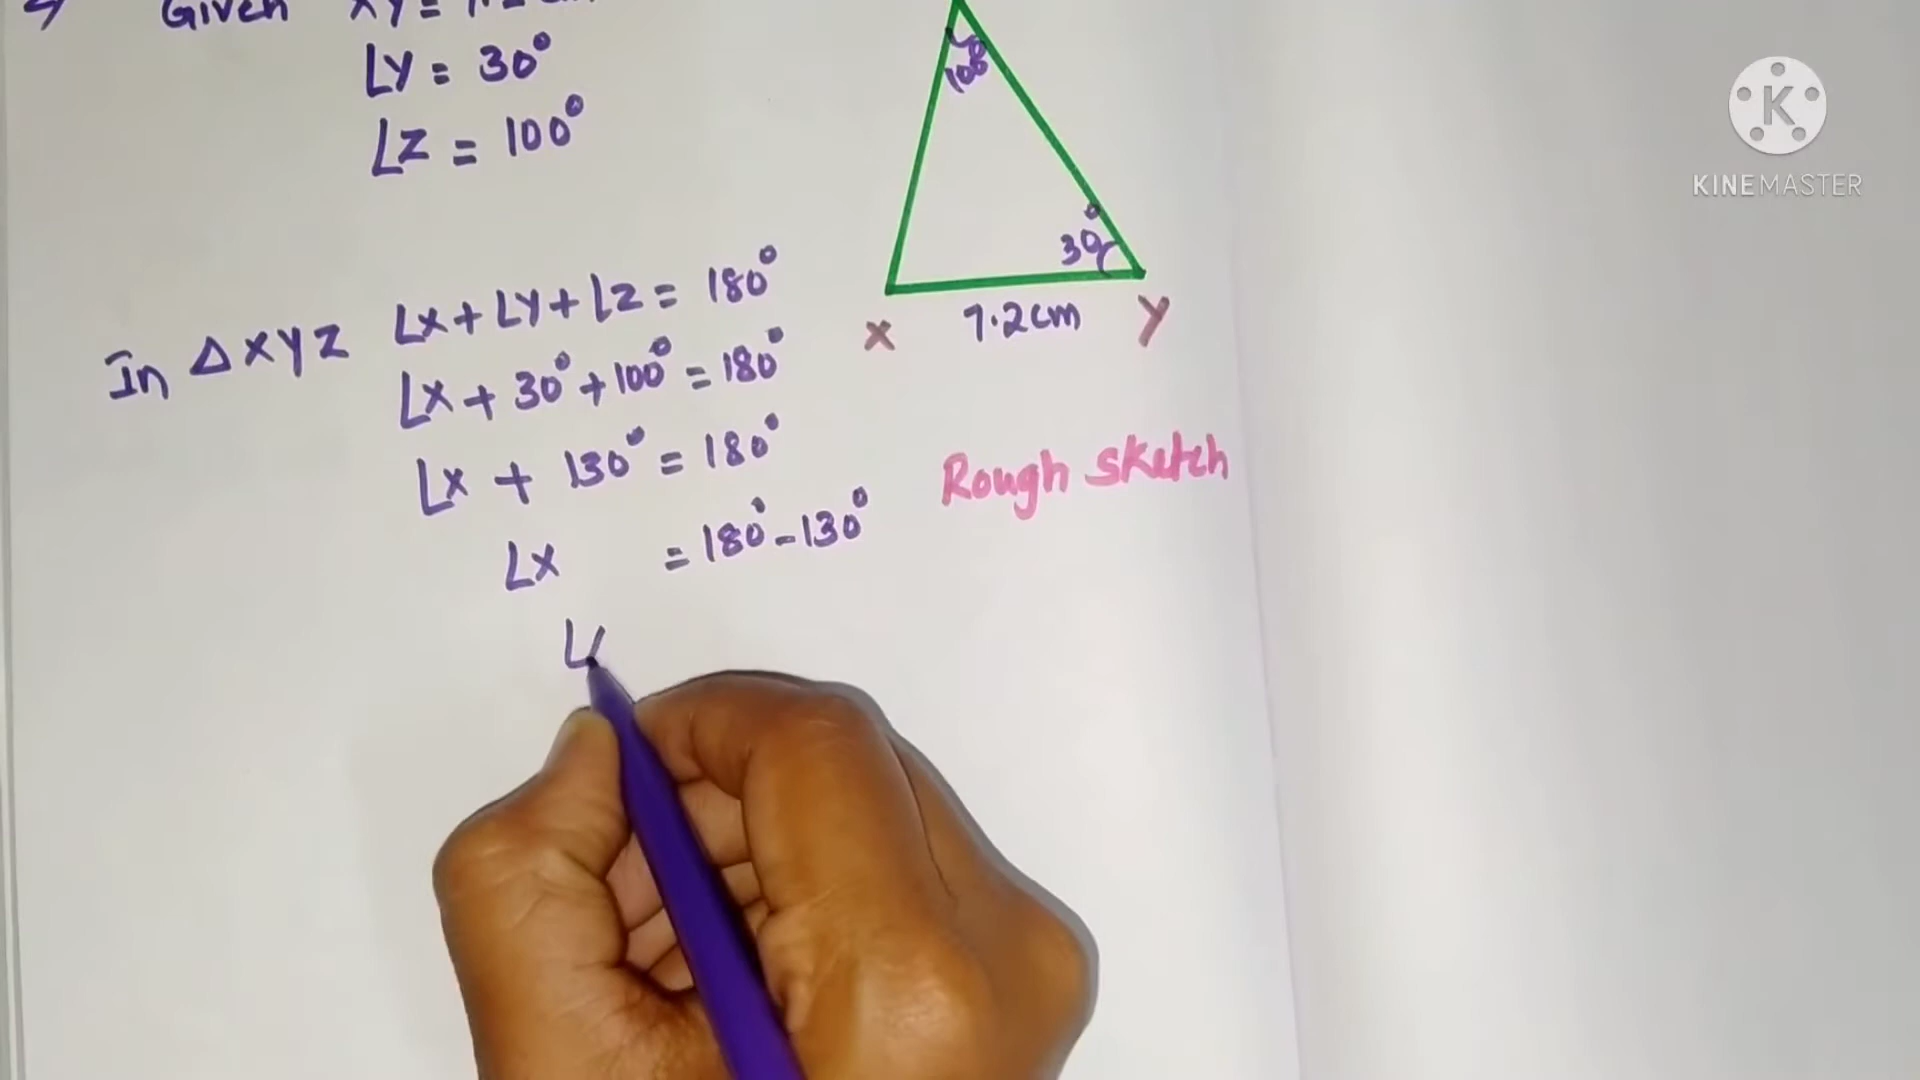 Given XY =
∠Y = 30°
∠Z = 100°
100°
30°
X 7.2cm Y
In △XYZ ∠X + ∠Y + ∠Z = 180°
∠X + 30° + 100° = 180°
∠X + 130° = 180°
∠X = 180° - 130°
Rough sketch
KINEMASTER